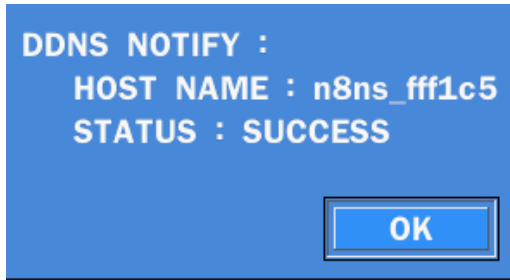 DDNS NOTIFY :
HOST NAME : n8ns_fff1c5
STATUS : SUCCESS
OK